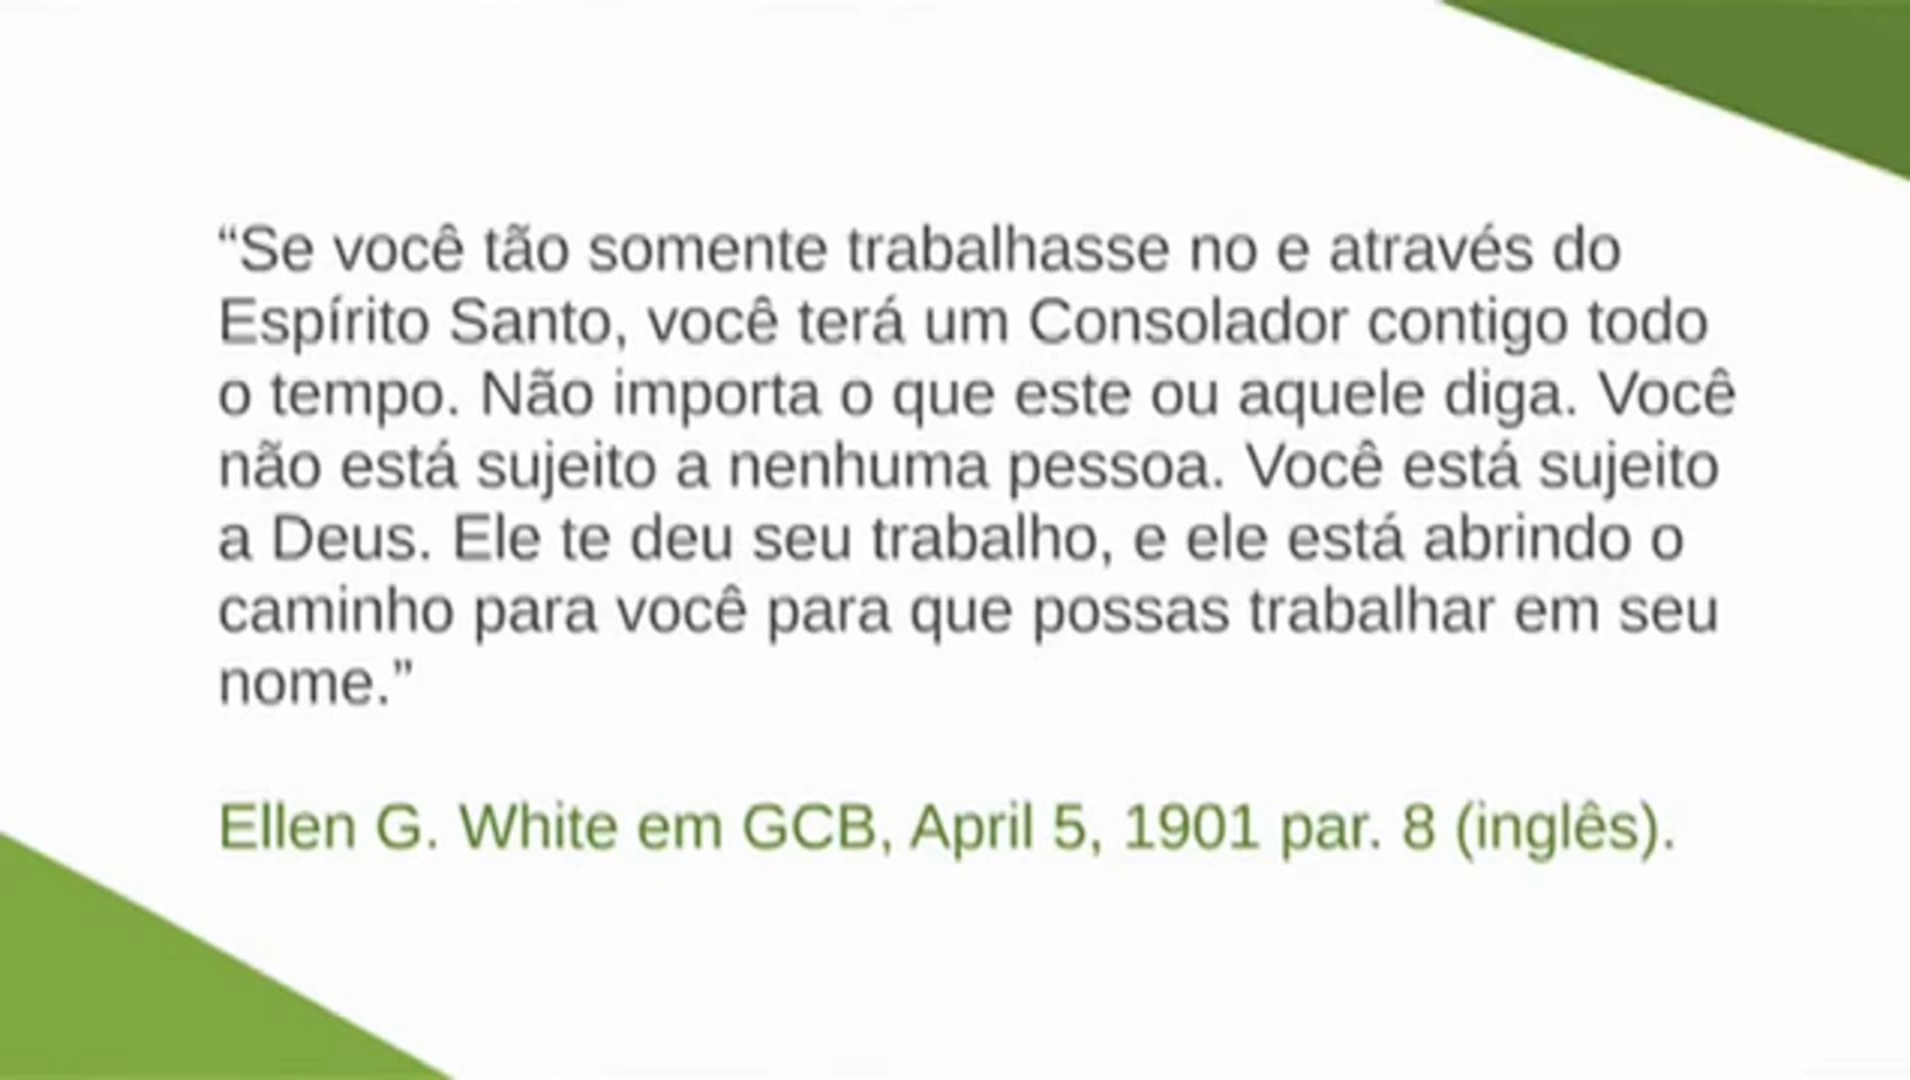 “Se você tão somente trabalhasse no e através do
Espírito Santo, você terá um Consolador contigo todo
o tempo. Não importa o que este ou aquele diga. Você
não está sujeito a nenhuma pessoa. Você está sujeito
a Deus. Ele te deu seu trabalho, e ele está abrindo o
caminho para você para que possas trabalhar em seu
nome.”
Ellen G. White em GCB, April 5, 1901 par. 8 (inglês).